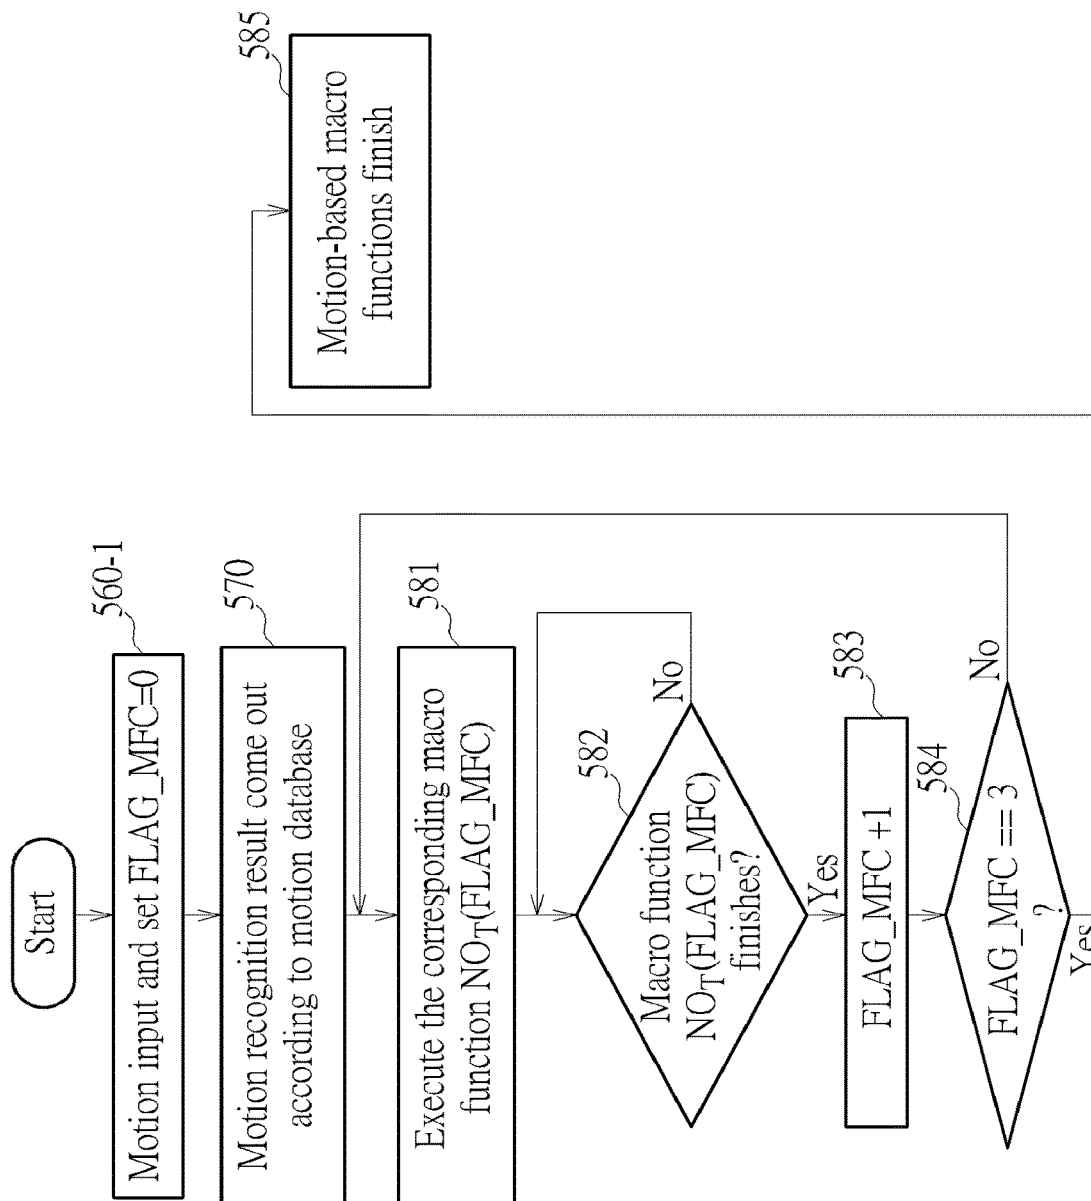 Start
560-1
Motion input and set FLAG_MFC=0
570
Motion recognition result come out
according to motion database
581
Execute the corresponding macro
function NOT(FLAG_MFC)
582
Macro function
NOT(FLAG_MFC)
finishes?
No
Yes
583
FLAG_MFC +1
584
FLAG_MFC == 3
?
No
Yes
585
Motion-based macro
functions finish